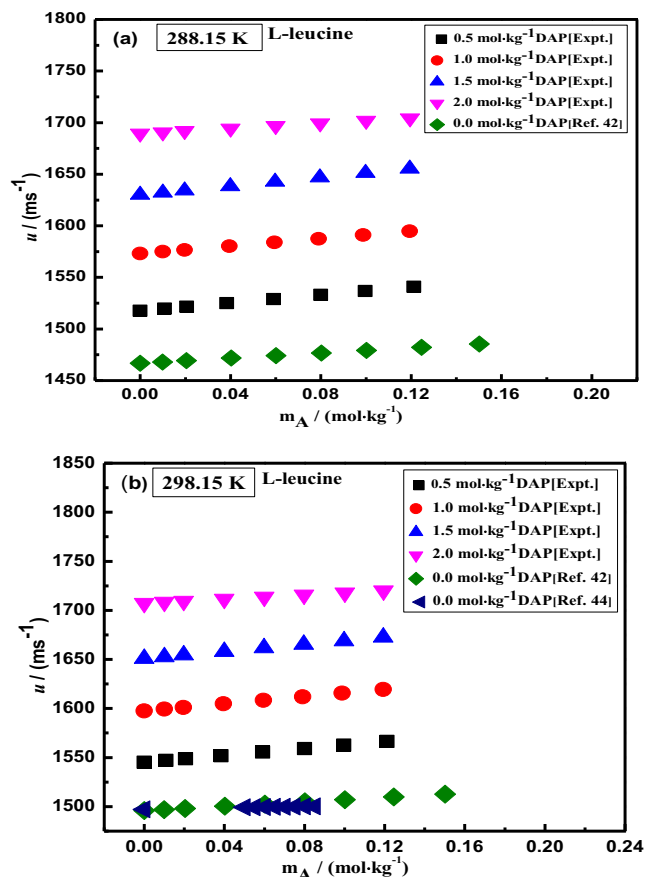 (a) 288.15 K L-leucine
0.5 mol·kg⁻¹DAP[Expt.]
1.0 mol·kg⁻¹DAP[Expt.]
1.5 mol·kg⁻¹DAP[Expt.]
2.0 mol·kg⁻¹DAP[Expt.]
0.0 mol·kg⁻¹DAP[Ref. 42]
1800
1750
1700
1650
1600
1550
1500
1450
u / (ms⁻¹)
0.00 0.04 0.08 0.12 0.16 0.20
m_A / (mol·kg⁻¹)
(b) 298.15 K L-leucine
0.5 mol·kg⁻¹DAP[Expt.]
1.0 mol·kg⁻¹DAP[Expt.]
1.5 mol·kg⁻¹DAP[Expt.]
2.0 mol·kg⁻¹DAP[Expt.]
0.0 mol·kg⁻¹DAP[Ref. 42]
0.0 mol·kg⁻¹DAP[Ref. 44]
1850
1800
1750
1700
1650
1600
1550
1500
u / (ms⁻¹)
0.00 0.04 0.08 0.12 0.16 0.20 0.24
m_A / (mol·kg⁻¹)